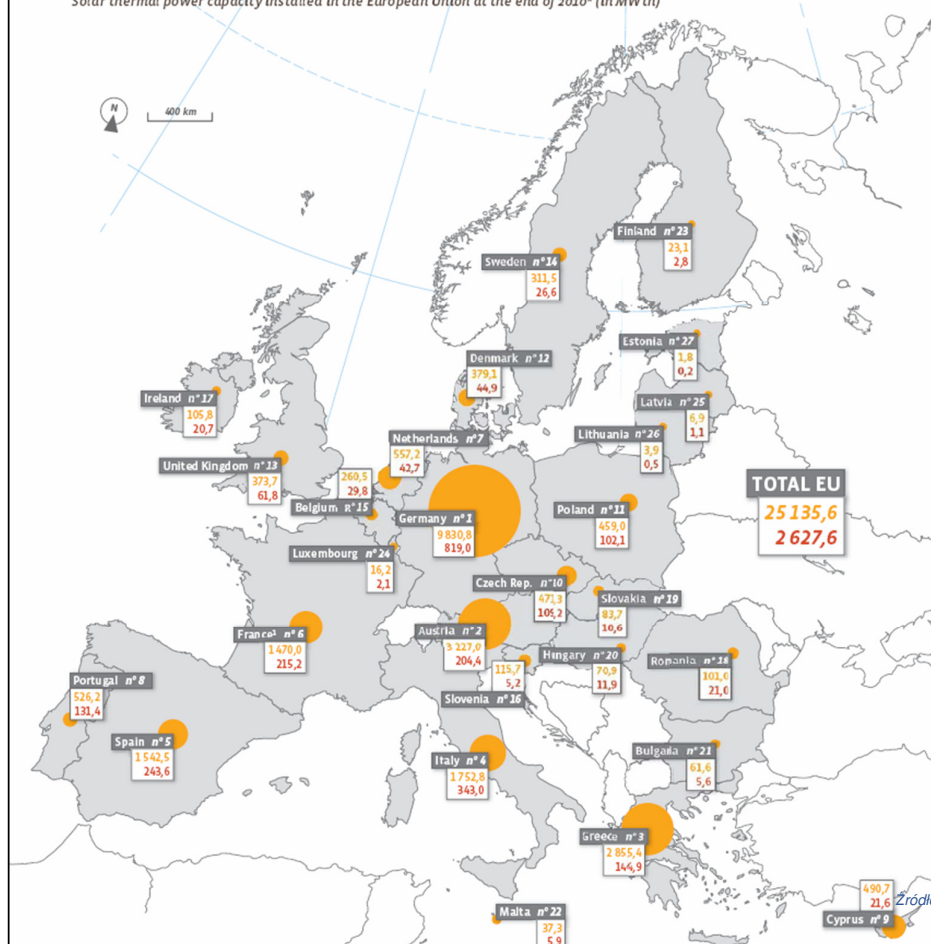 Solar thermal power capacity installed in the European Union at the end of 2010* (in MWth)
N
400 km
Finland n°23
23,1
2,8
Sweden n°14
311,5
26,6
Estonia n°27
1,8
0,2
Denmark n°12
379,1
44,9
Ireland n°17
105,8
20,7
Latvia n°25
6,9
1,1
Lithuania n°26
3,9
0,5
Netherlands n°7
557,2
42,7
United Kingdom n°13
373,7
61,8
260,5
29,8
Belgium n°15
Germany n°1
9 830,8
819,0
Poland n°11
459,0
102,1
TOTAL EU
25 135,6
2 627,6
Luxembourg n°24
16,2
2,1
Czech Rep. n°10
471,3
105,2
Slovakia n°19
83,7
10,6
France¹ n°6
1 470,0
215,2
Austria n°2
3 227,0
204,4
Hungary n°20
70,9
11,9
Romania n°18
101,0
21,0
115,7
5,2
Slovenia n°16
Portugal n°8
526,2
131,4
Spain n°5
1 542,5
243,6
Italy n°4
1 752,8
343,0
Bulgaria n°21
61,6
5,6
Greece n°3
2 855,4
144,9
Malta n°22
37,3
5,9
490,7
21,6
Cyprus n°9
Źródło